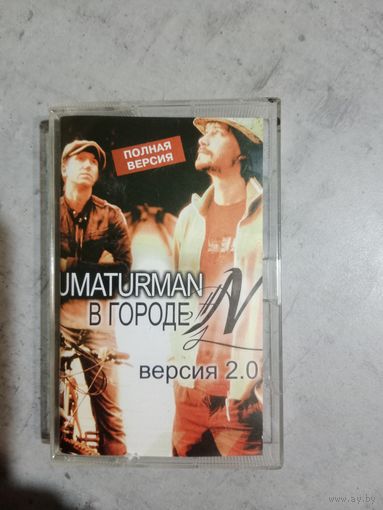 ПОЛНАЯ
ВЕРСИЯ
UMATURMAN
В ГОРОДЕ N
версия 2.0
www.ay.by